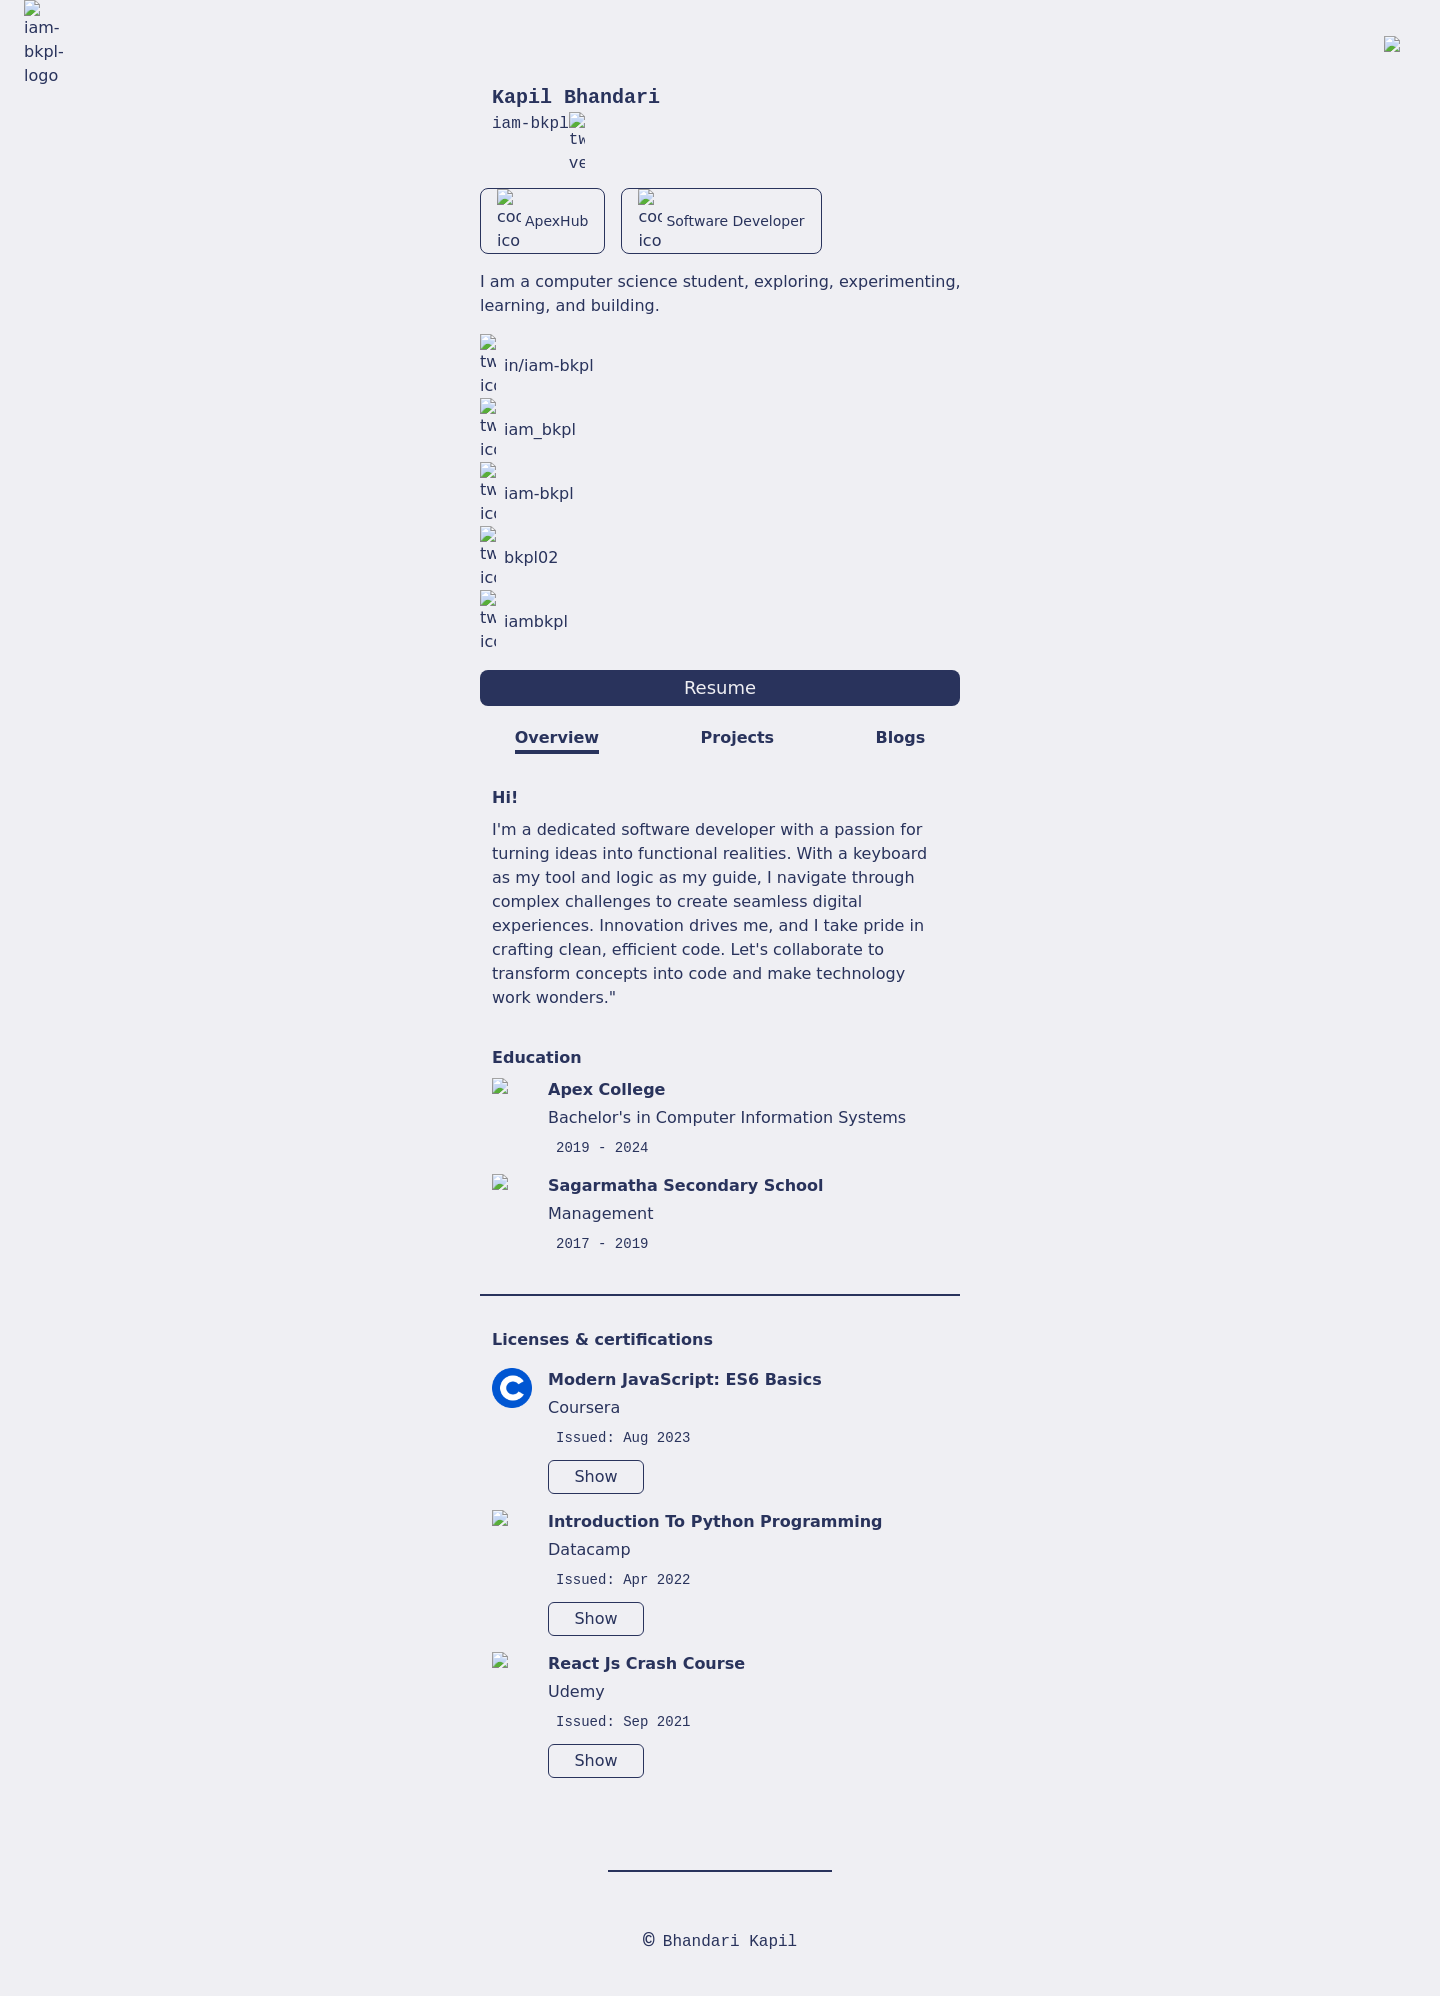 iam-
bkpl-
logo
Kapil Bhandari
iam-bkpl
tw
ve
coo
ico
ApexHub
coo
ico
Software Developer
I am a computer science student, exploring, experimenting,
learning, and building.
tw
ico
in/iam-bkpl
tw
ico
iam_bkpl
tw
ico
iam-bkpl
tw
ico
bkpl02
tw
ico
iambkpl
Resume
Overview Projects Blogs
Hi!
I'm a dedicated software developer with a passion for
turning ideas into functional realities. With a keyboard
as my tool and logic as my guide, I navigate through
complex challenges to create seamless digital
experiences. Innovation drives me, and I take pride in
crafting clean, efficient code. Let's collaborate to
transform concepts into code and make technology
work wonders."
Education
Apex College
Bachelor's in Computer Information Systems
2019 - 2024
Sagarmatha Secondary School
Management
2017 - 2019
Licenses & certifications
Modern JavaScript: ES6 Basics
Coursera
Issued: Aug 2023
Show
Introduction To Python Programming
Datacamp
Issued: Apr 2022
Show
React Js Crash Course
Udemy
Issued: Sep 2021
Show
© Bhandari Kapil